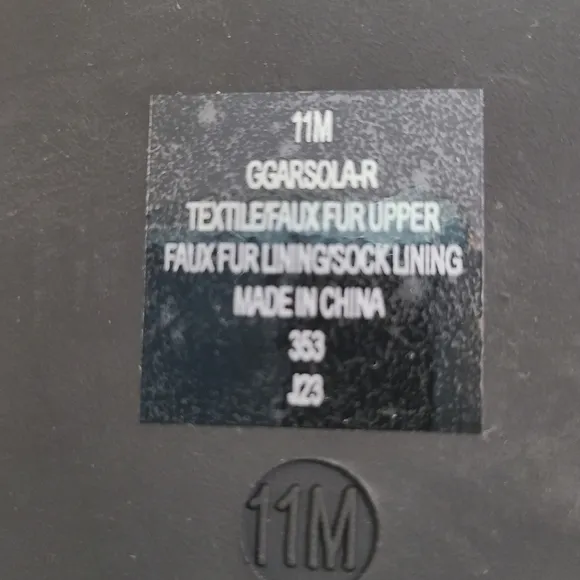 11M
GGARSOLA-R
TEXTILE/FAUX FUR UPPER
FAUX FUR LINING/SOCK LINING
MADE IN CHINA
353
J23
11M